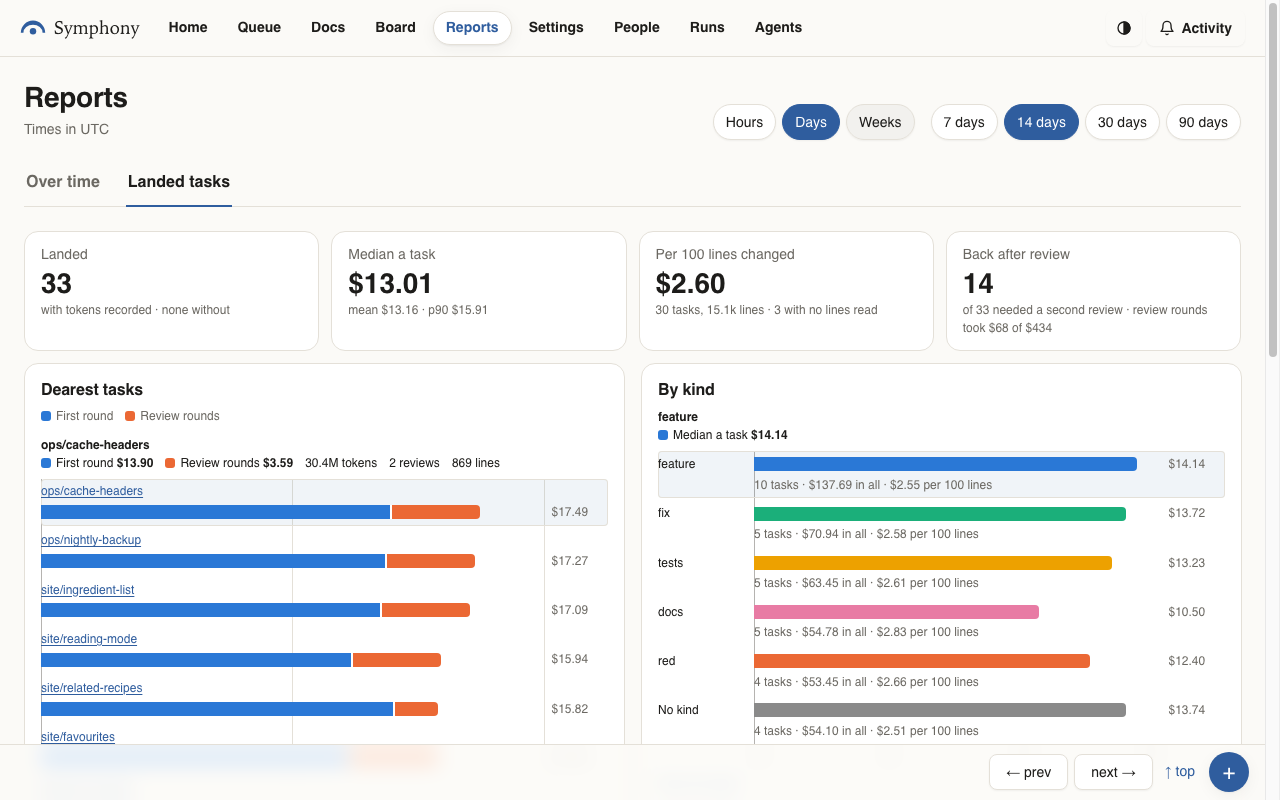 Symphony
Home Queue Docs Board Reports Settings People Runs Agents
Activity
Reports
Times in UTC
Hours Days Weeks 7 days 14 days 30 days 90 days
Over time Landed tasks
Landed
33
with tokens recorded · none without
Median a task
$13.01
mean $13.16 · p90 $15.91
Per 100 lines changed
$2.60
30 tasks, 15.1k lines · 3 with no lines read
Back after review
14
of 33 needed a second review · review rounds
took $68 of $434
Dearest tasks
First round Review rounds
ops/cache-headers
First round $13.90 Review rounds $3.59 30.4M tokens 2 reviews 869 lines
ops/cache-headers
$17.49
ops/nightly-backup
$17.27
site/ingredient-list
$17.09
site/reading-mode
$15.94
site/related-recipes
$15.82
site/favourites
By kind
feature
Median a task $14.14
feature $14.14
10 tasks · $137.69 in all · $2.55 per 100 lines
fix $13.72
5 tasks · $70.94 in all · $2.58 per 100 lines
tests $13.23
5 tasks · $63.45 in all · $2.61 per 100 lines
docs $10.50
5 tasks · $54.78 in all · $2.83 per 100 lines
red $12.40
4 tasks · $53.45 in all · $2.66 per 100 lines
No kind $13.74
4 tasks · $54.10 in all · $2.51 per 100 lines
← prev next → ↑ top +